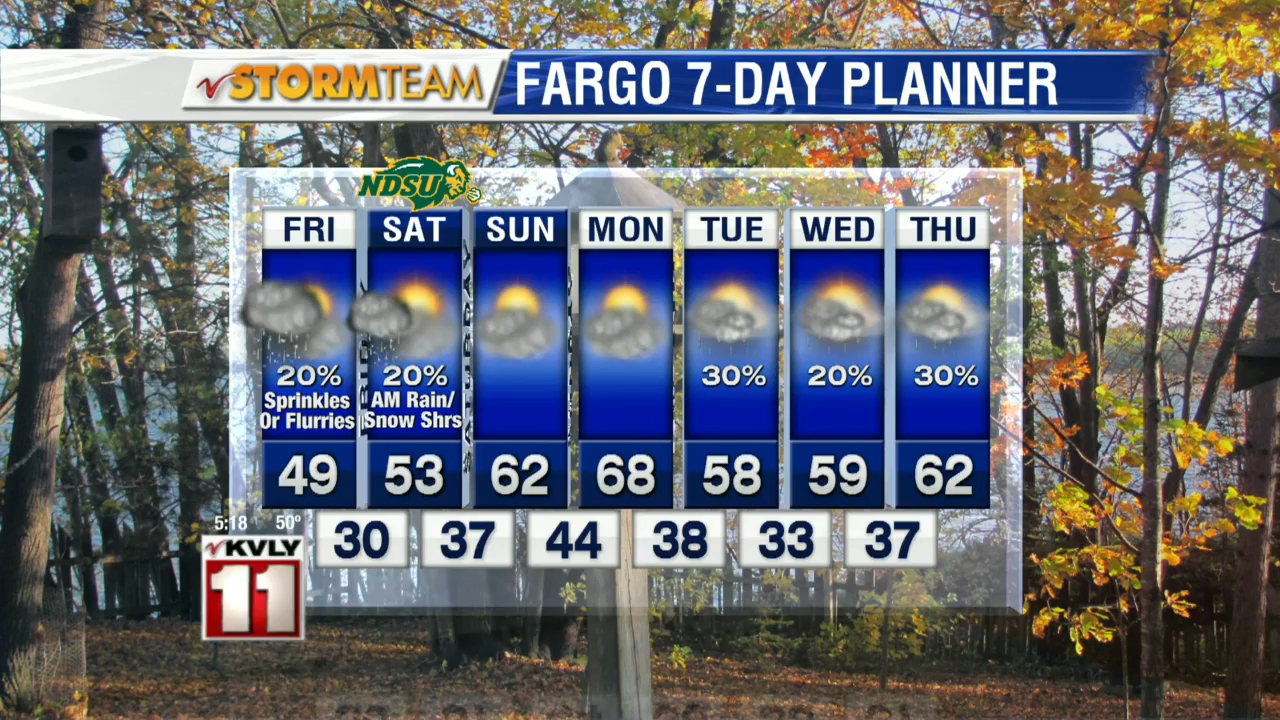 STORMTEAM FARGO 7-DAY PLANNER
NDSU
FRI SAT SUN MON TUE WED THU
20% 20% 30% 20% 30%
Sprinkles AM Rain/
Or Flurries Snow Shrs
49 53 62 68 58 59 62
5:18 50°
30 37 44 38 33 37
KVLY
11